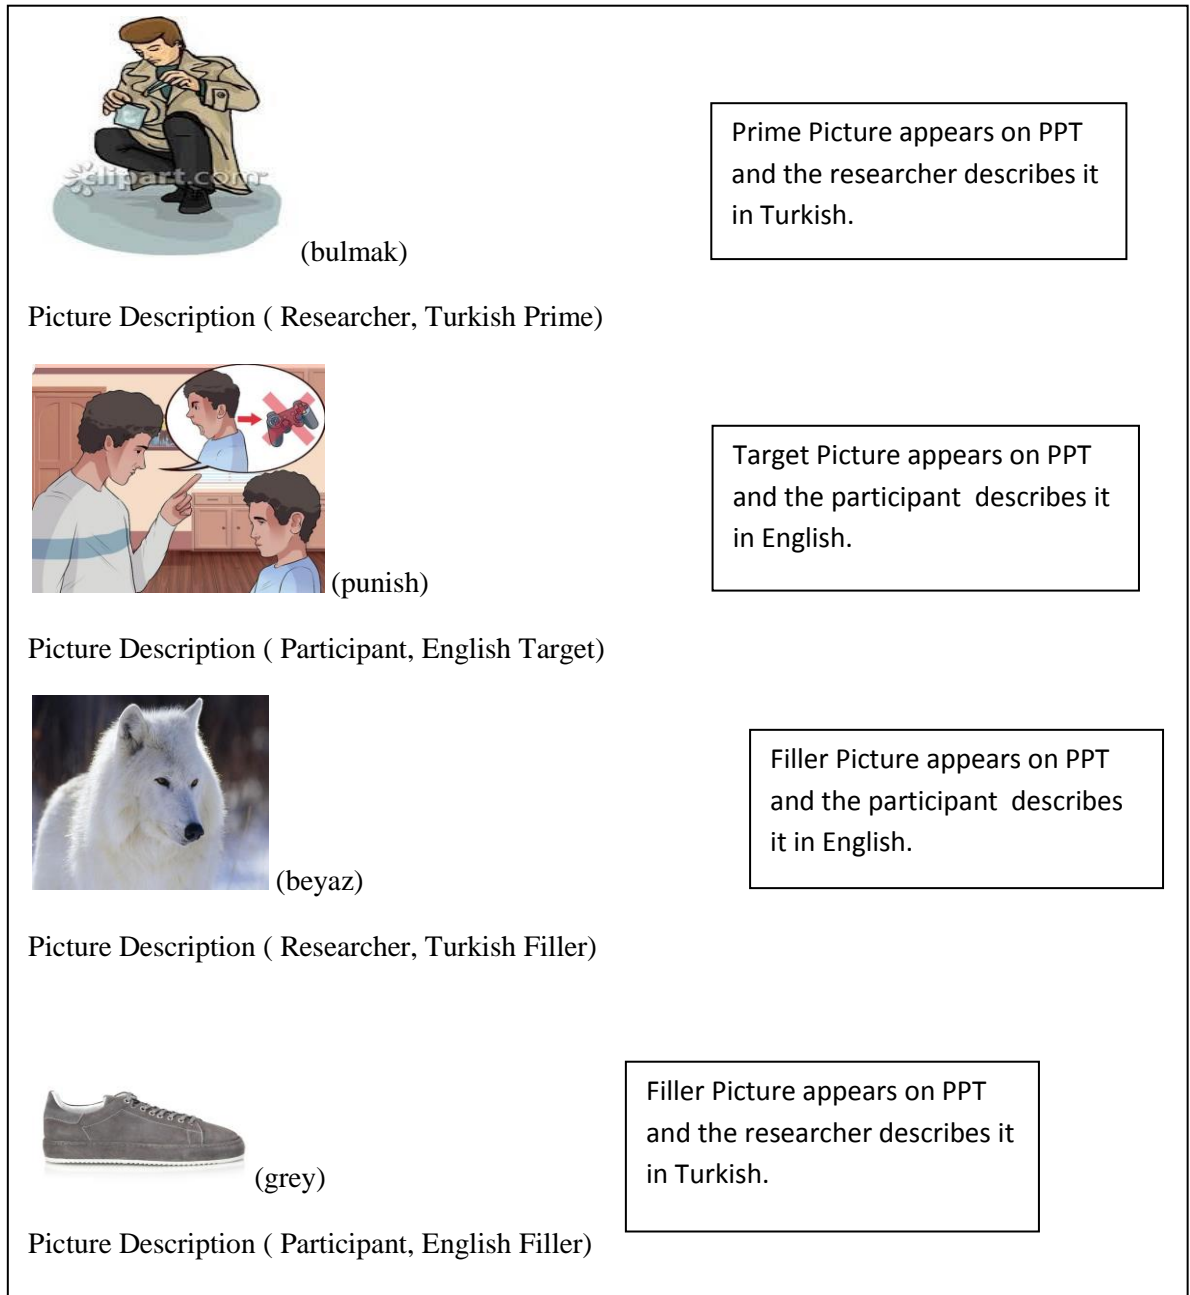 clipart.com
(bulmak)
Prime Picture appears on PPT
and the researcher describes it
in Turkish.
Picture Description ( Researcher, Turkish Prime)
(punish)
Target Picture appears on PPT
and the participant  describes it
in English.
Picture Description ( Participant, English Target)
(beyaz)
Filler Picture appears on PPT
and the participant  describes
it in English.
Picture Description ( Researcher, Turkish Filler)
(grey)
Filler Picture appears on PPT
and the researcher describes it
in Turkish.
Picture Description ( Participant, English Filler)